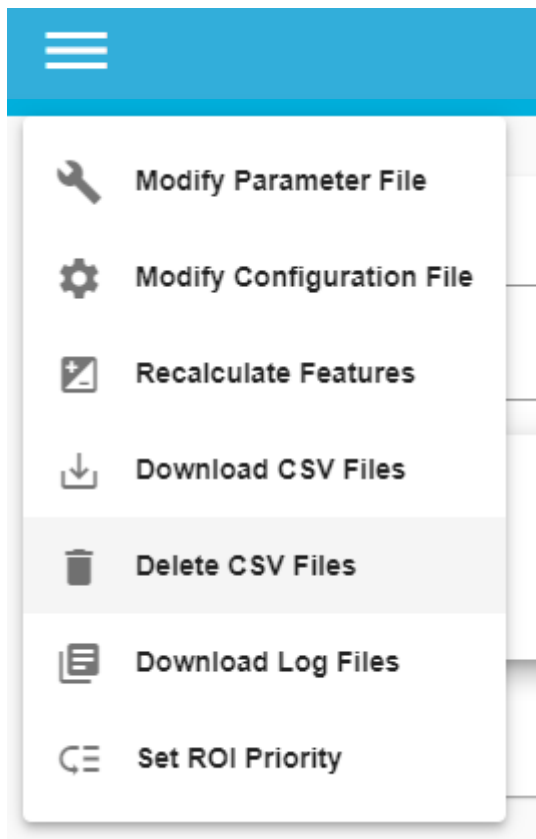 Modify Parameter File
Modify Configuration File
Recalculate Features
Download CSV Files
Delete CSV Files
Download Log Files
Set ROI Priority